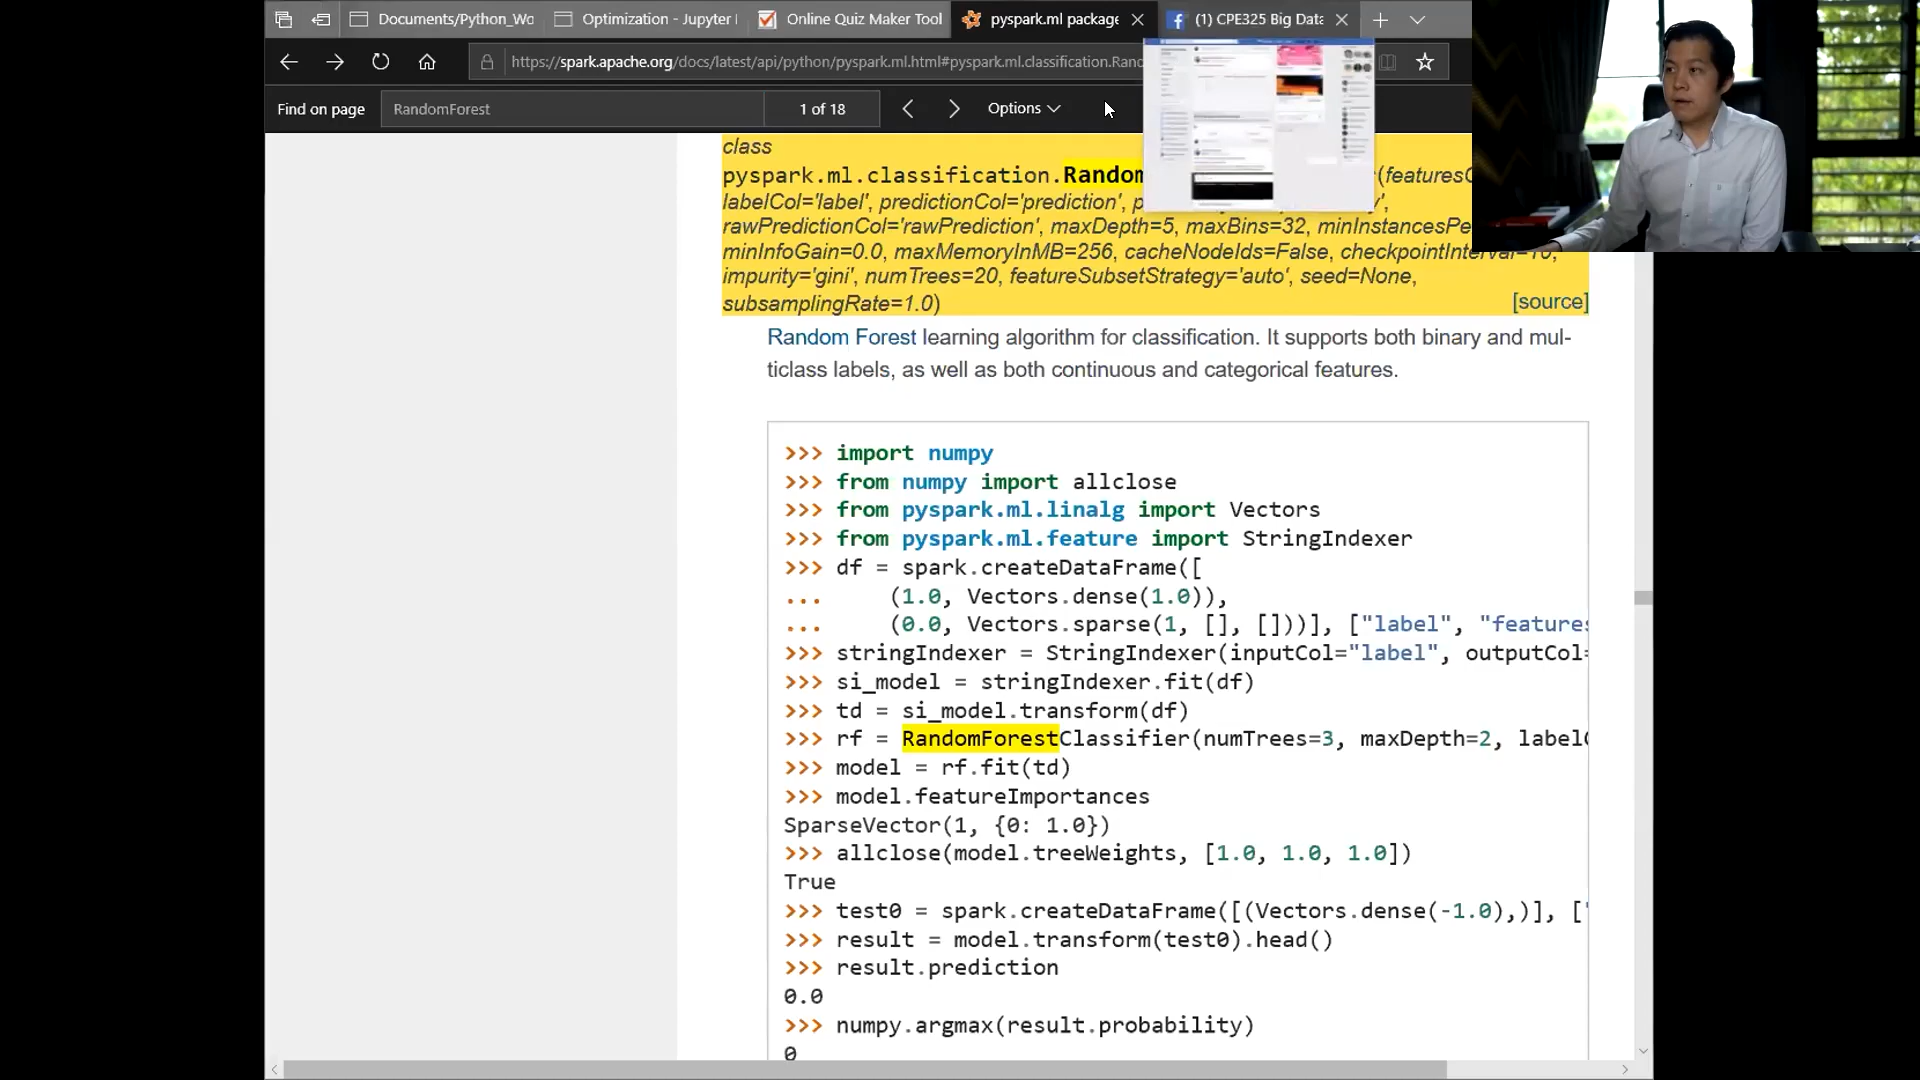 Documents/Python_Wo
Optimization - Jupyter
Online Quiz Maker Tool
pyspark.ml package
(1) CPE325 Big Data
https://spark.apache.org/docs/latest/api/python/pyspark.ml.html#pyspark.ml.classification.Ran
Find on page
RandomForest
1 of 18
Options
class
pyspark.ml.classification.Random
(featuresC
labelCol='label', predictionCol='prediction', p
y',
rawPredictionCol='rawPrediction', maxDepth=5, maxBins=32, minInstancesPe
minInfoGain=0.0, maxMemoryInMB=256, cacheNodeIds=False, checkpointInterval=10,
impurity='gini', numTrees=20, featureSubsetStrategy='auto', seed=None,
subsamplingRate=1.0)
[source]
Random Forest learning algorithm for classification. It supports both binary and mul-
ticlass labels, as well as both continuous and categorical features.
>>> import numpy
>>> from numpy import allclose
>>> from pyspark.ml.linalg import Vectors
>>> from pyspark.ml.feature import StringIndexer
>>> df = spark.createDataFrame([
...     (1.0, Vectors.dense(1.0)),
...     (0.0, Vectors.sparse(1, [], []))], ["label", "features
>>> stringIndexer = StringIndexer(inputCol="label", outputCol=
>>> si_model = stringIndexer.fit(df)
>>> td = si_model.transform(df)
>>> rf = RandomForestClassifier(numTrees=3, maxDepth=2, labelC
>>> model = rf.fit(td)
>>> model.featureImportances
SparseVector(1, {0: 1.0})
>>> allclose(model.treeWeights, [1.0, 1.0, 1.0])
True
>>> test0 = spark.createDataFrame([(Vectors.dense(-1.0),)], ["
>>> result = model.transform(test0).head()
>>> result.prediction
0.0
>>> numpy.argmax(result.probability)
0